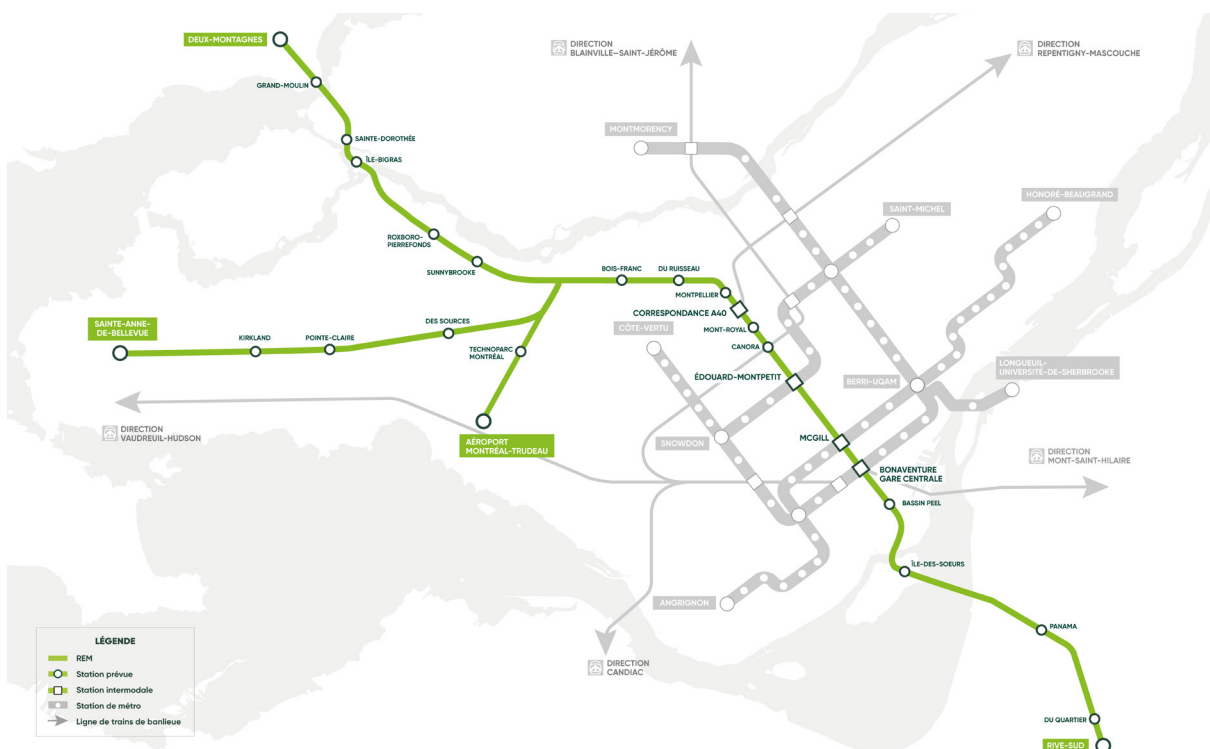 DEUX-MONTAGNES
GRAND-MOULIN
SAINTE-DOROTHÉE
ÎLE-BIGRAS
ROXBORO-
PIERREFONDS
SUNNYBROOKE
DIRECTION
BLAINVILLE–SAINT-JÉRÔME
DIRECTION
REPENTIGNY-MASCOUCHE
MONTMORENCY
SAINT-MICHEL
HONORÉ-BEAUGRAND
BOIS-FRANC
DU RUISSEAU
MONTPELLIER
CORRESPONDANCE A40
MONT-ROYAL
CANORA
CÔTE-VERTU
SAINTE-ANNE-
DE-BELLEVUE
KIRKLAND
POINTE-CLAIRE
DES SOURCES
TECHNOPARC
MONTRÉAL
ÉDOUARD-MONTPETIT
BERRI-UQAM
LONGUEUIL-
UNIVERSITÉ-DE-SHERBROOKE
DIRECTION
VAUDREUIL-HUDSON
AÉROPORT
MONTRÉAL-TRUDEAU
SNOWDON
MCGILL
BONAVENTURE
GARE CENTRALE
DIRECTION
MONT-SAINT-HILAIRE
BASSIN PEEL
ÎLE-DES-SOEURS
ANGRIGNON
PANAMA
DIRECTION
CANDIAC
DU QUARTIER
RIVE-SUD
LÉGENDE
REM
Station prévue
Station intermodale
Station de métro
Ligne de trains de banlieue